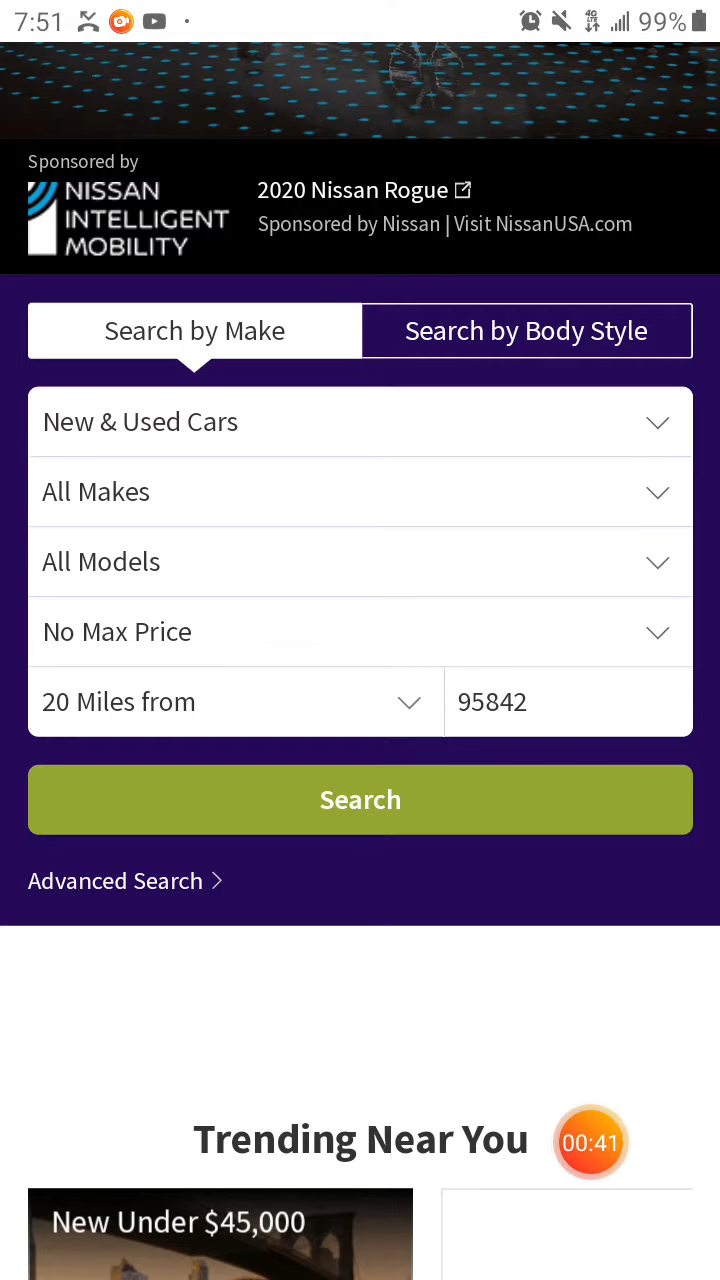 7:51
4G LTE 99%
Sponsored by
NISSAN
INTELLIGENT
MOBILITY
2020 Nissan Rogue
Sponsored by Nissan | Visit NissanUSA.com
Search by Make
Search by Body Style
New & Used Cars
All Makes
All Models
No Max Price
20 Miles from
95842
Search
Advanced Search
Trending Near You
00:41
New Under $45,000